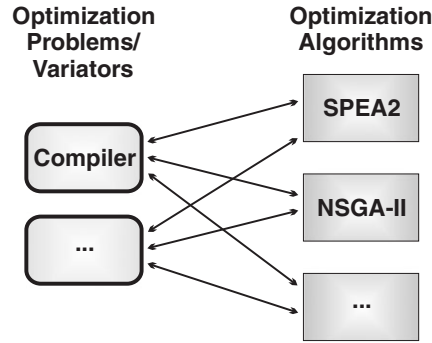 Optimization
Problems/
Variators
Optimization
Algorithms
Compiler
...
SPEA2
NSGA-II
...